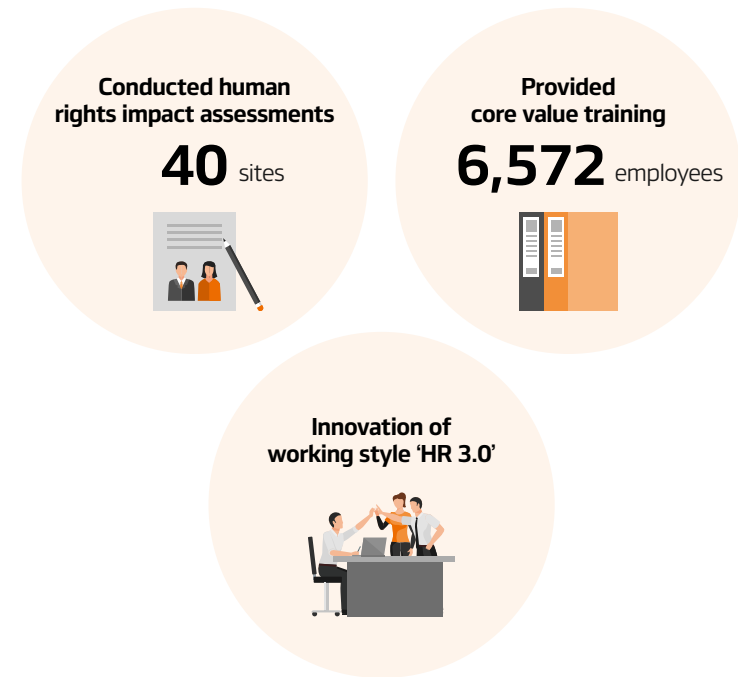 Conducted human
rights impact assessments
40 sites
Provided
core value training
6,572 employees
Innovation of
working style ‘HR 3.0’